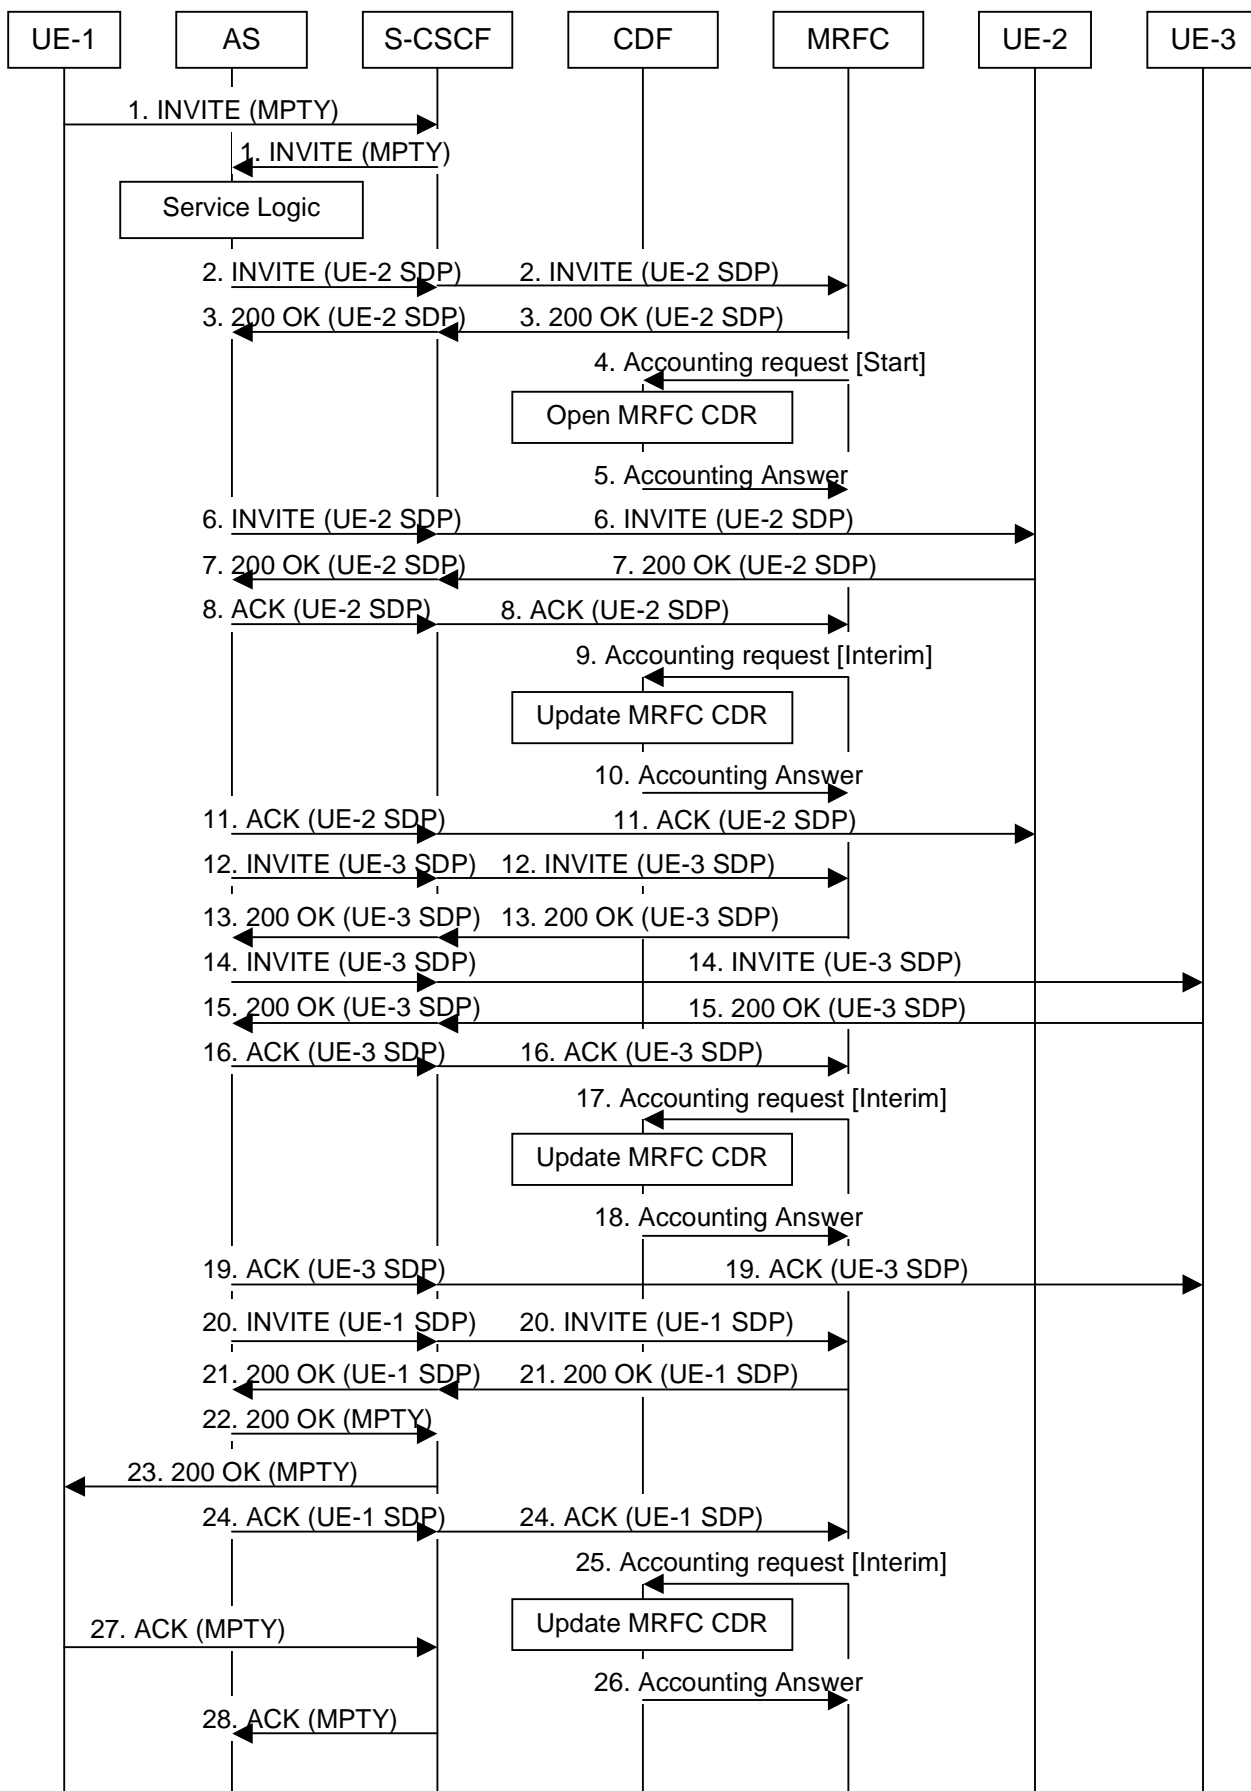 UE-1 AS S-CSCF CDF MRFC UE-2 UE-3
1. INVITE (MPTY)
1. INVITE (MPTY)
Service Logic
2. INVITE (UE-2 SDP) 2. INVITE (UE-2 SDP)
3. 200 OK (UE-2 SDP) 3. 200 OK (UE-2 SDP)
4. Accounting request [Start]
Open MRFC CDR
5. Accounting Answer
6. INVITE (UE-2 SDP) 6. INVITE (UE-2 SDP)
7. 200 OK (UE-2 SDP) 7. 200 OK (UE-2 SDP)
8. ACK (UE-2 SDP) 8. ACK (UE-2 SDP)
9. Accounting request [Interim]
Update MRFC CDR
10. Accounting Answer
11. ACK (UE-2 SDP) 11. ACK (UE-2 SDP)
12. INVITE (UE-3 SDP) 12. INVITE (UE-3 SDP)
13. 200 OK (UE-3 SDP) 13. 200 OK (UE-3 SDP)
14. INVITE (UE-3 SDP) 14. INVITE (UE-3 SDP)
15. 200 OK (UE-3 SDP) 15. 200 OK (UE-3 SDP)
16. ACK (UE-3 SDP) 16. ACK (UE-3 SDP)
17. Accounting request [Interim]
Update MRFC CDR
18. Accounting Answer
19. ACK (UE-3 SDP) 19. ACK (UE-3 SDP)
20. INVITE (UE-1 SDP) 20. INVITE (UE-1 SDP)
21. 200 OK (UE-1 SDP) 21. 200 OK (UE-1 SDP)
22. 200 OK (MPTY)
23. 200 OK (MPTY)
24. ACK (UE-1 SDP) 24. ACK (UE-1 SDP)
25. Accounting request [Interim]
27. ACK (MPTY) Update MRFC CDR
26. Accounting Answer
28. ACK (MPTY)